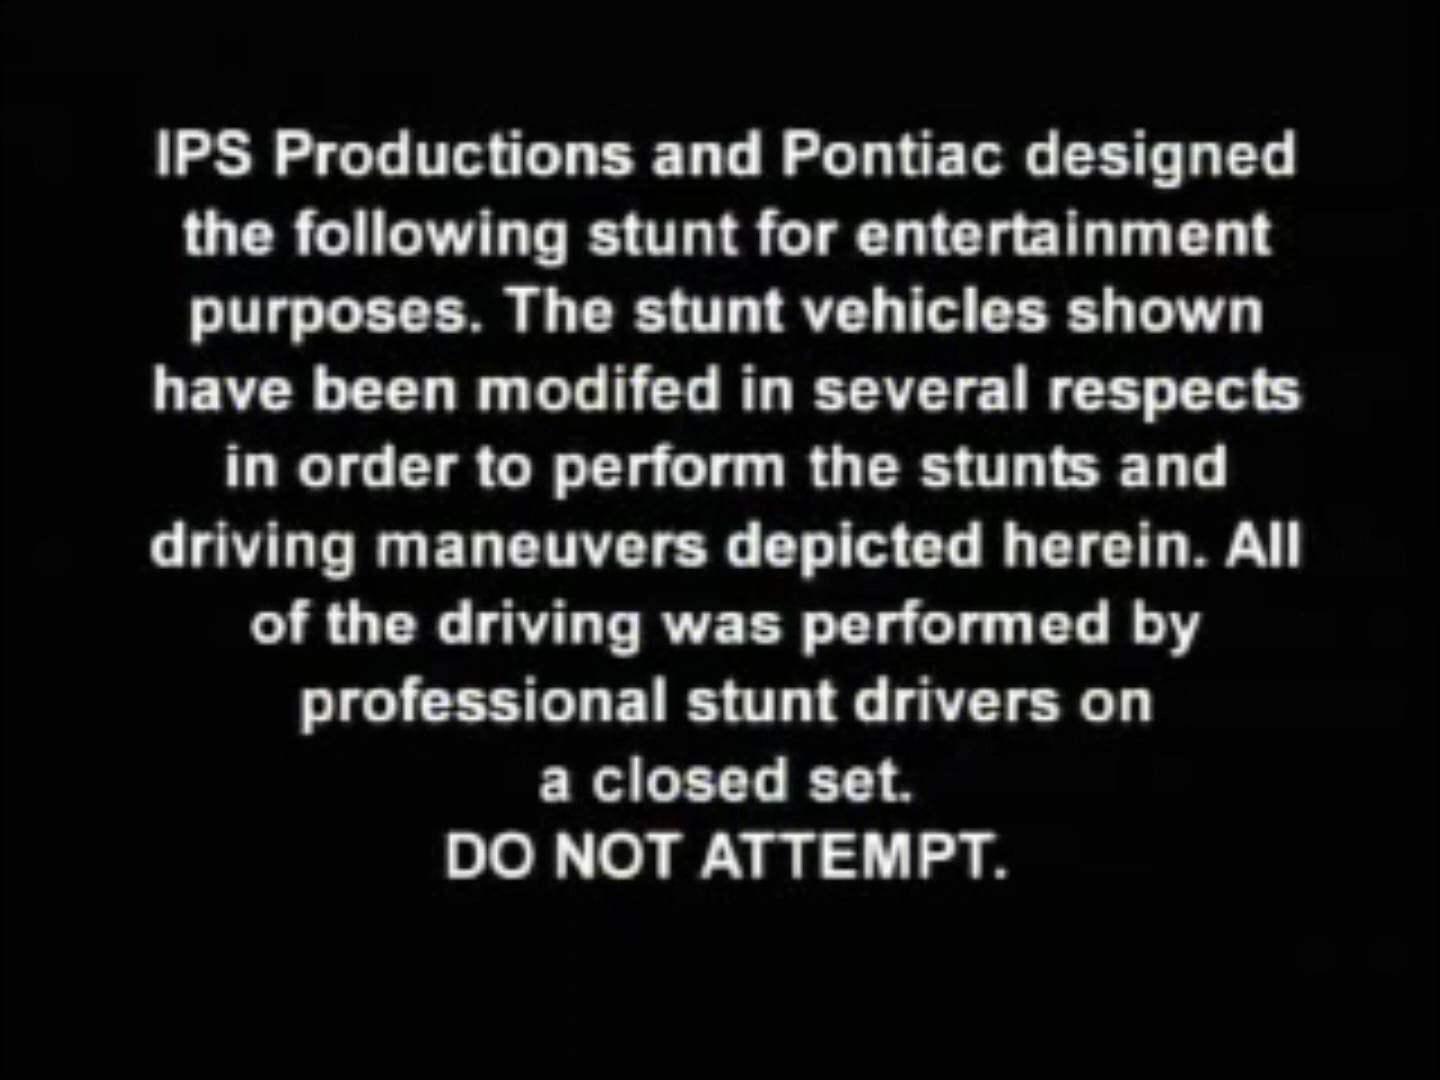 IPS Productions and Pontiac designed
the following stunt for entertainment
purposes. The stunt vehicles shown
have been modifed in several respects
in order to perform the stunts and
driving maneuvers depicted herein. All
of the driving was performed by
professional stunt drivers on
a closed set.
DO NOT ATTEMPT.